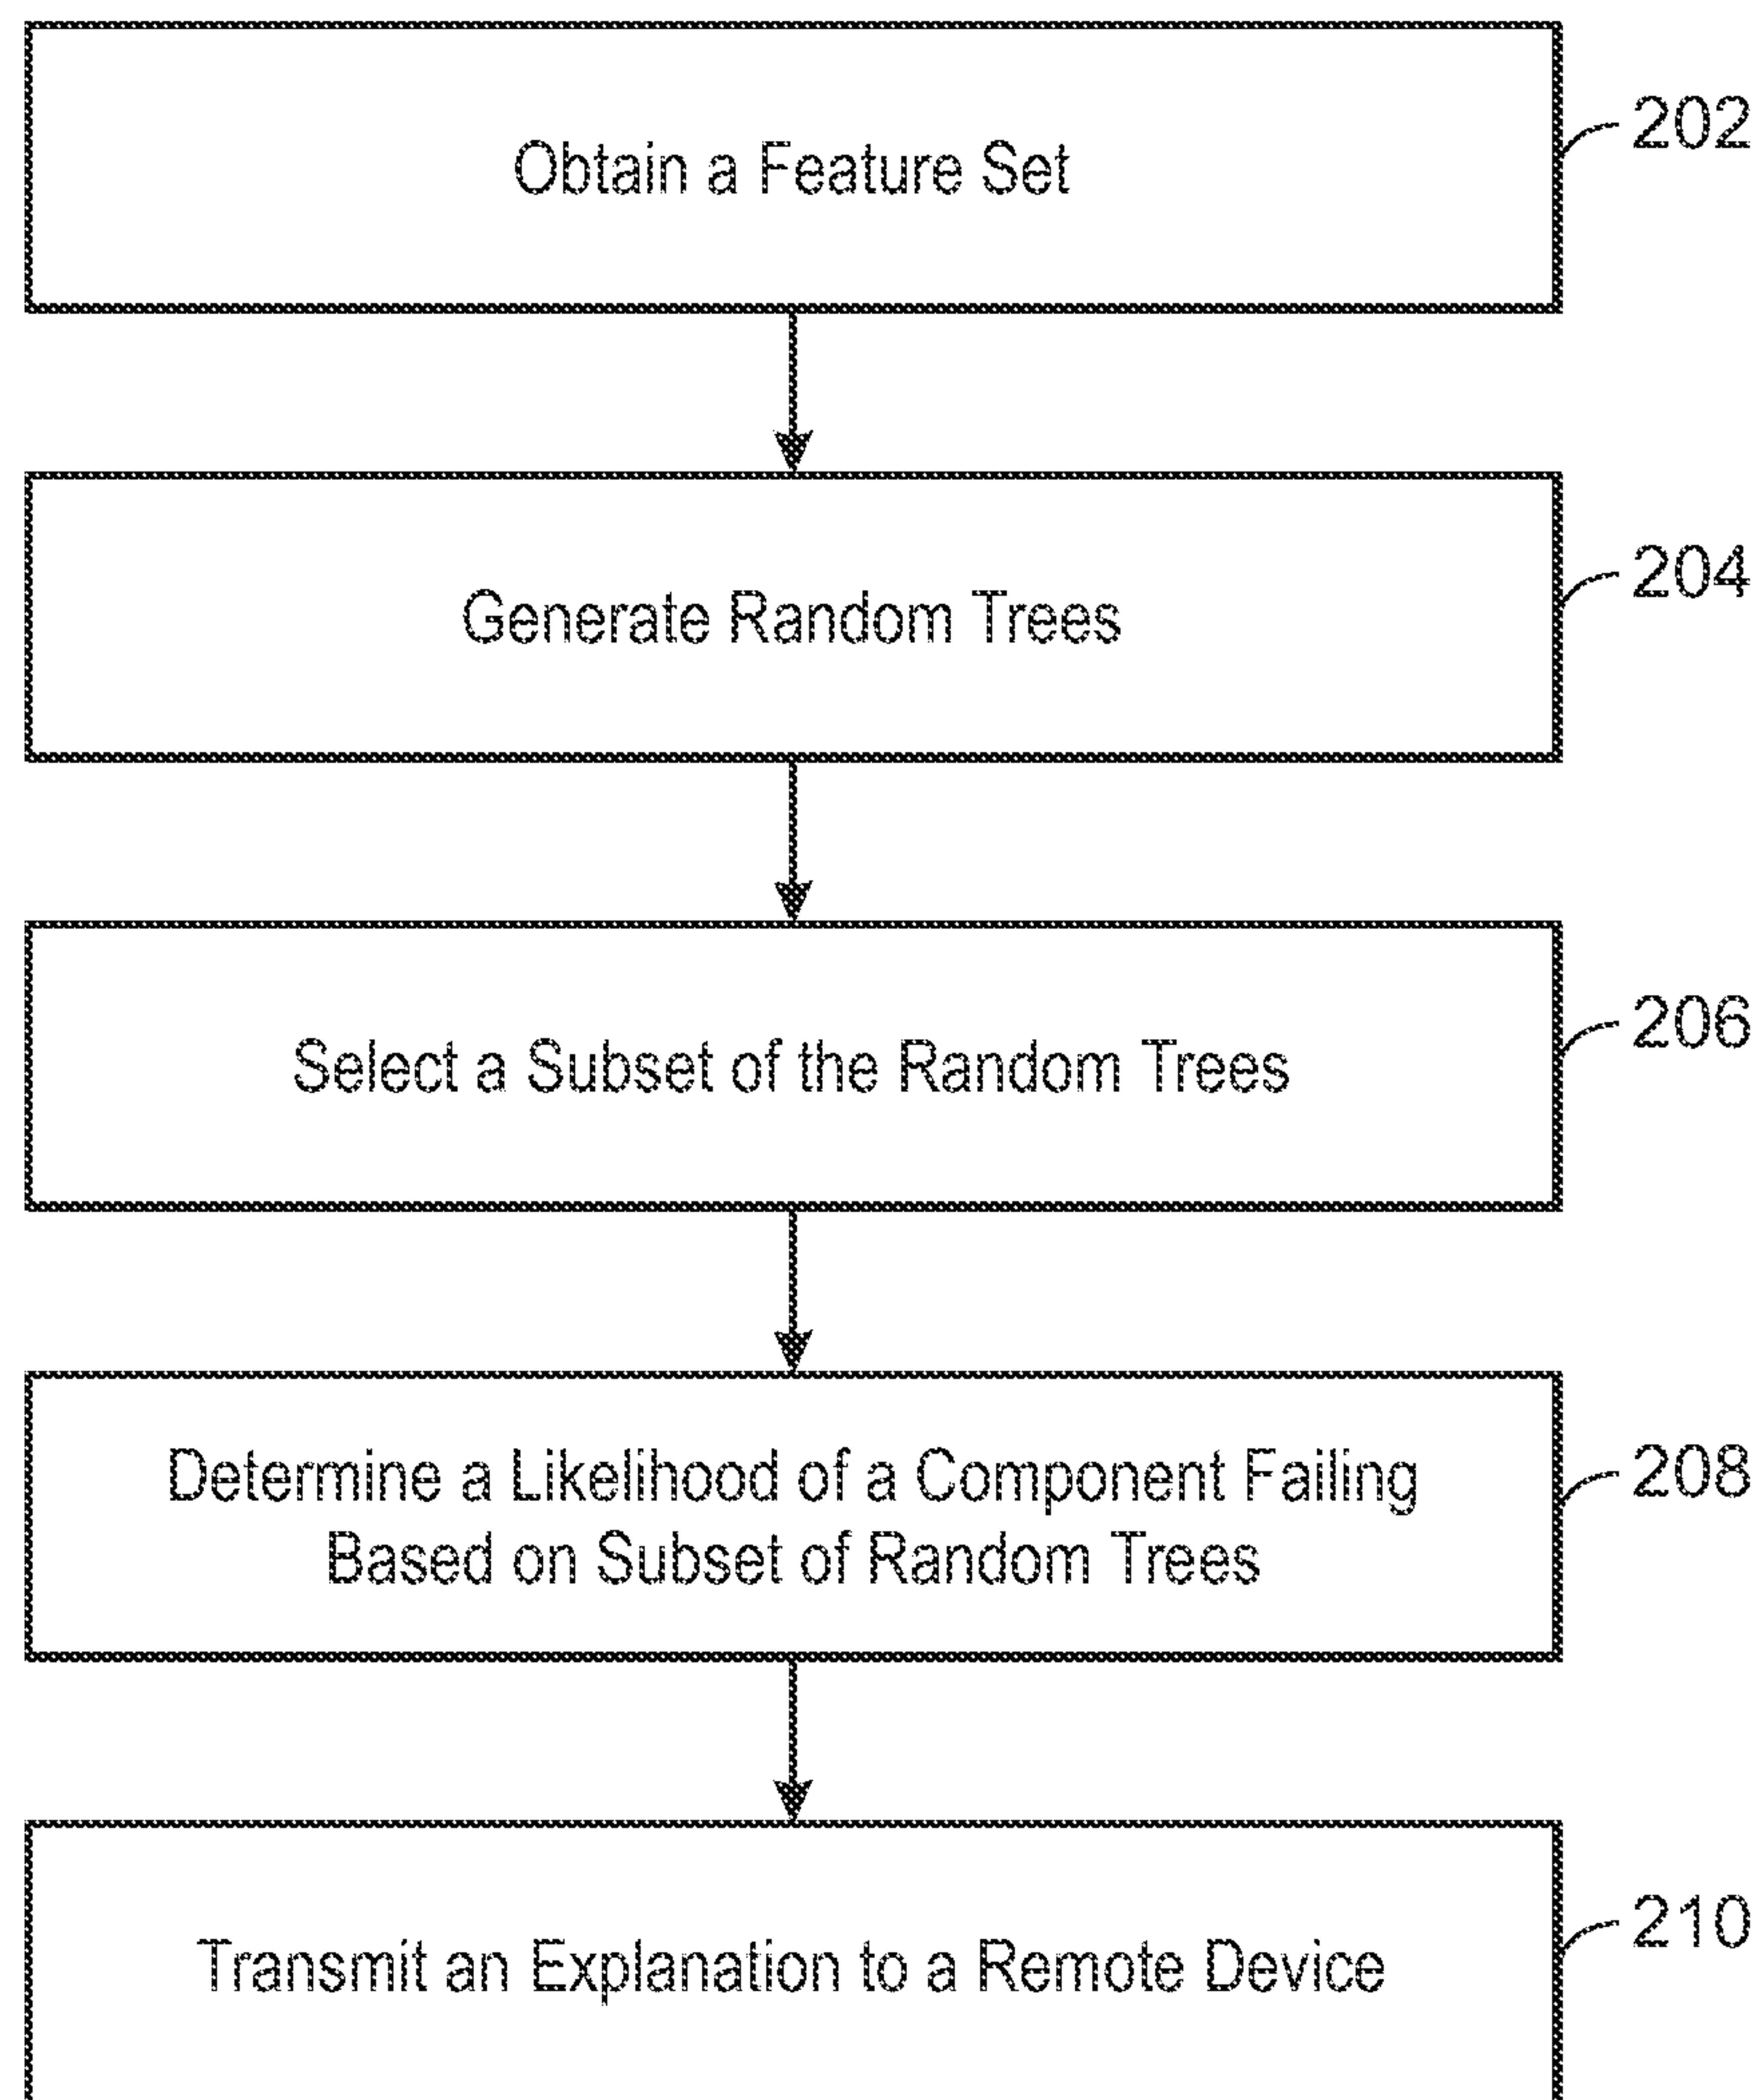 Obtain a Feature Set
202
Generate Random Trees
204
Select a Subset of the Random Trees
206
Determine a Likelihood of a Component Failing
Based on Subset of Random Trees
208
Transmit an Explanation to a Remote Device
210